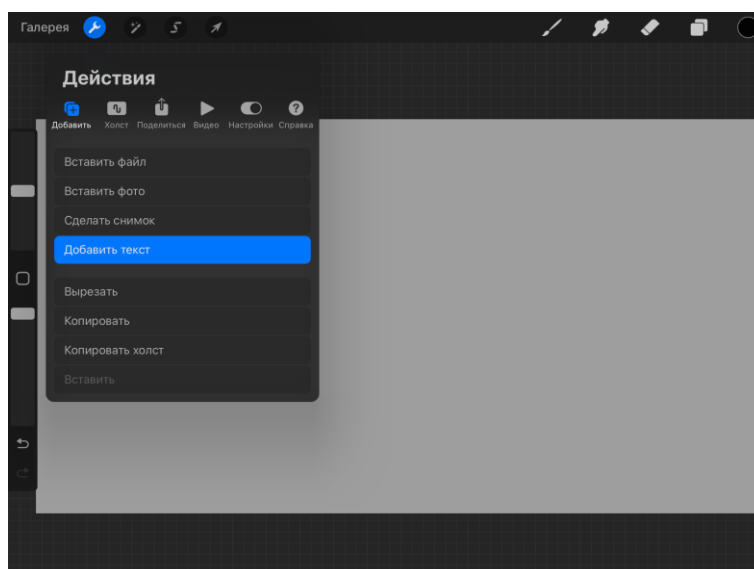 Галерея
Действия
Добавить Холст Поделиться Видео Настройки Справка
Вставить файл
Вставить фото
Сделать снимок
Добавить текст
Вырезать
Копировать
Копировать холст
Вставить